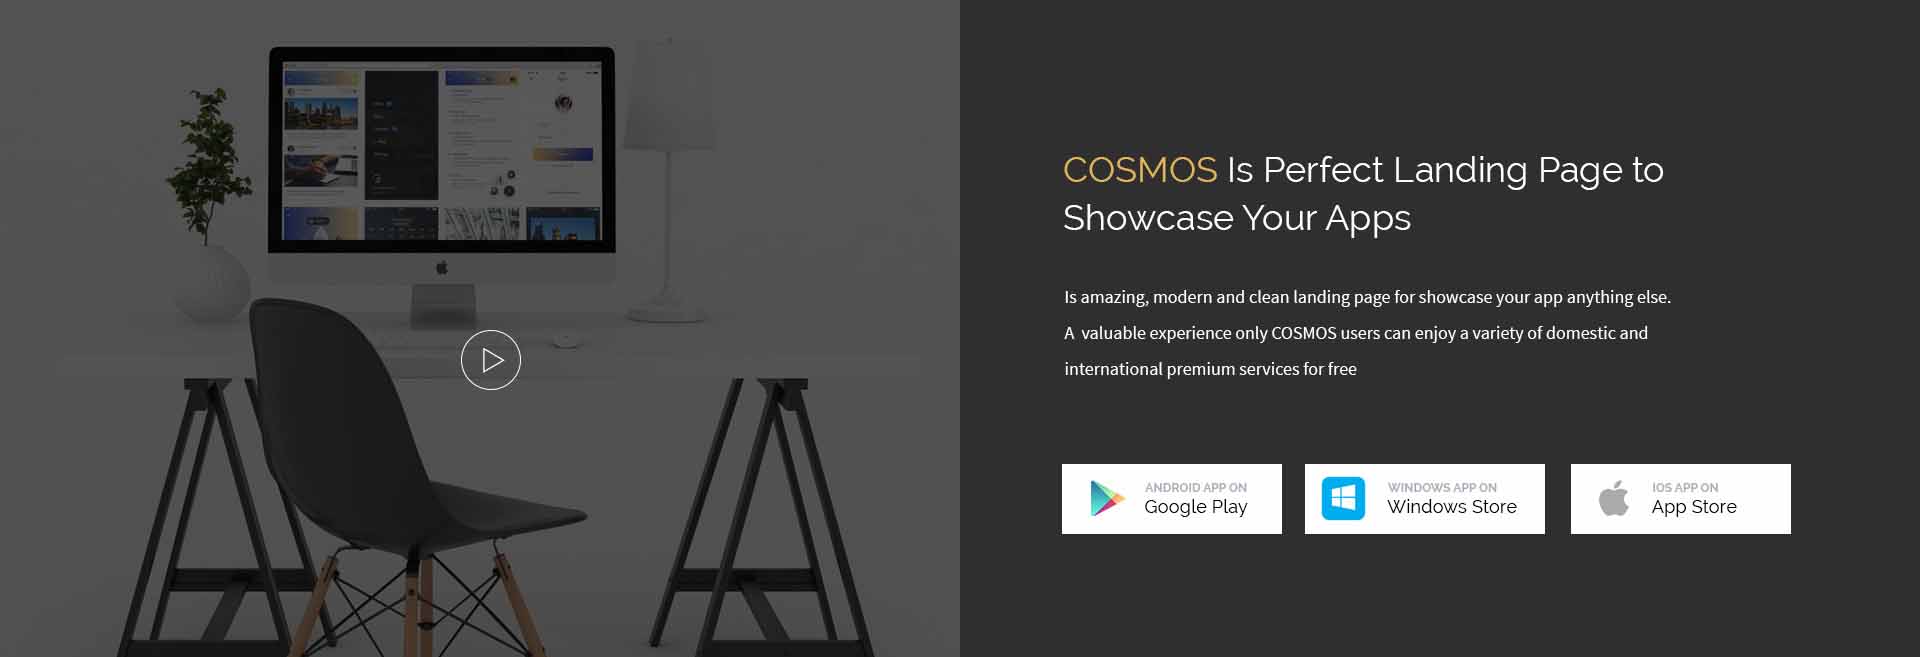 COSMOS Is Perfect Landing Page to
Showcase Your Apps
Is amazing, modern and clean landing page for showcase your app anything else.
A valuable experience only COSMOS users can enjoy a variety of domestic and
international premium services for free
ANDROID APP ON
Google Play
WINDOWS APP ON
Windows Store
IOS APP ON
App Store